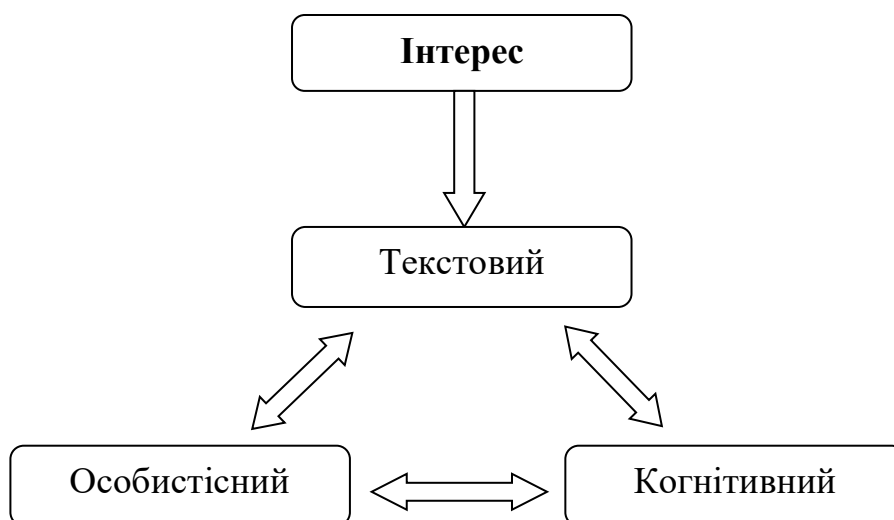 Інтерес
Текстовий
Особистісний
Когнітивний